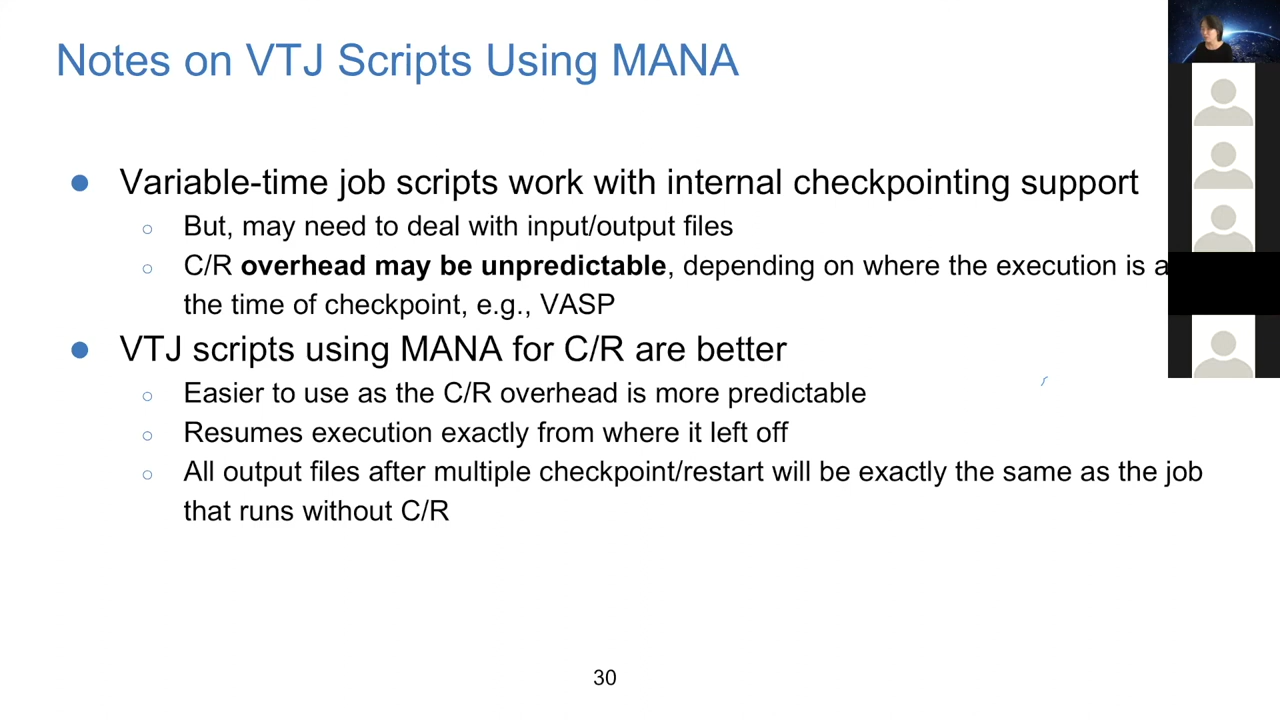 Notes on VTJ Scripts Using MANA
● Variable-time job scripts work with internal checkpointing support
○ But, may need to deal with input/output files
○ C/R overhead may be unpredictable, depending on where the execution is
the time of checkpoint, e.g., VASP
● VTJ scripts using MANA for C/R are better
○ Easier to use as the C/R overhead is more predictable
○ Resumes execution exactly from where it left off
○ All output files after multiple checkpoint/restart will be exactly the same as the job
that runs without C/R
30